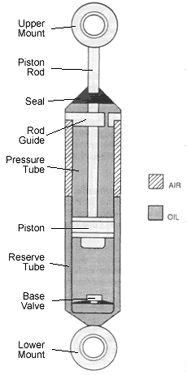 Upper
Mount
Piston
Rod
Seal
Rod
Guide
Pressure
Tube
AIR
OIL
Piston
Reserve
Tube
Base
Valve
Lower
Mount